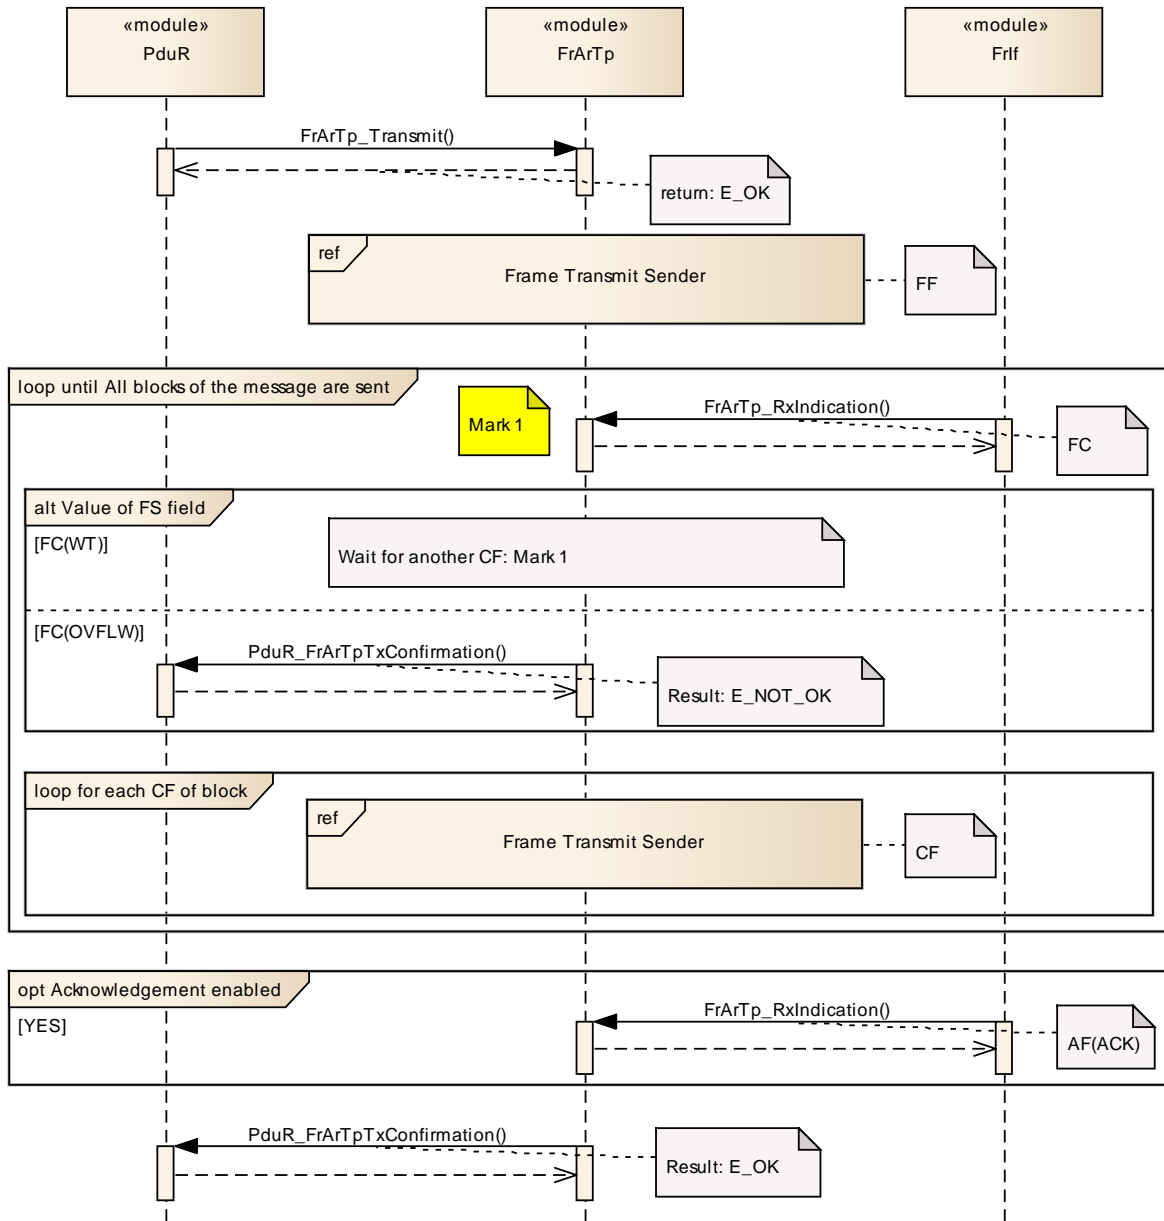 «module»
PduR
«module»
FrArTp
«module»
FrIf
FrArTp_Transmit()
return: E_OK
ref
Frame Transmit Sender
FF
loop until All blocks of the message are sent
Mark 1
FrArTp_RxIndication()
FC
alt Value of FS field
[FC(WT)]
Wait for another CF: Mark 1
[FC(OVFLW)]
PduR_FrArTpTxConfirmation()
Result: E_NOT_OK
loop for each CF of block
ref
Frame Transmit Sender
CF
opt Acknowledgement enabled
[YES]
FrArTp_RxIndication()
AF(ACK)
PduR_FrArTpTxConfirmation()
Result: E_OK